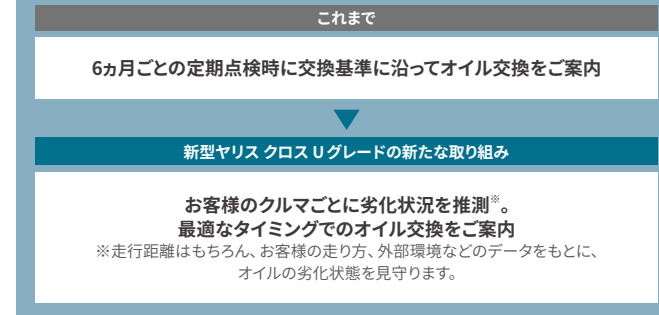 これまで
6ヵ月ごとの定期点検時に交換基準に沿ってオイル交換をご案内
新型ヤリス クロス U グレードの新たな取り組み
お客様のクルマごとに劣化状況を推測※。
最適なタイミングでのオイル交換をご案内
※走行距離はもちろん、お客様の走り方、外部環境などのデータをもとに、
オイルの劣化状態を見守ります。